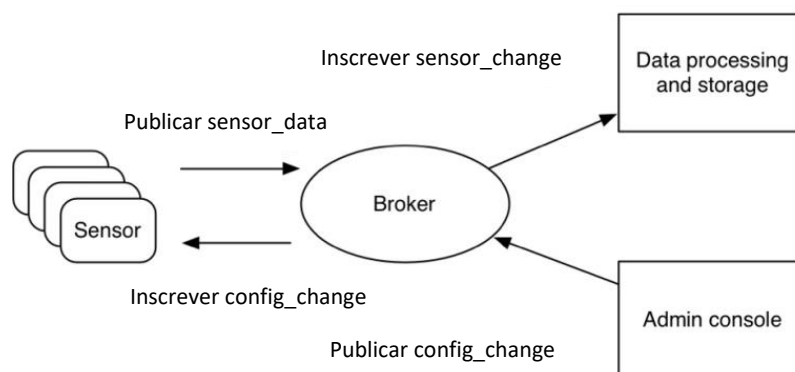 Inscrever sensor_change
Data processing
and storage
Publicar sensor_data
Broker
Sensor
Inscrever config_change
Admin console
Publicar config_change